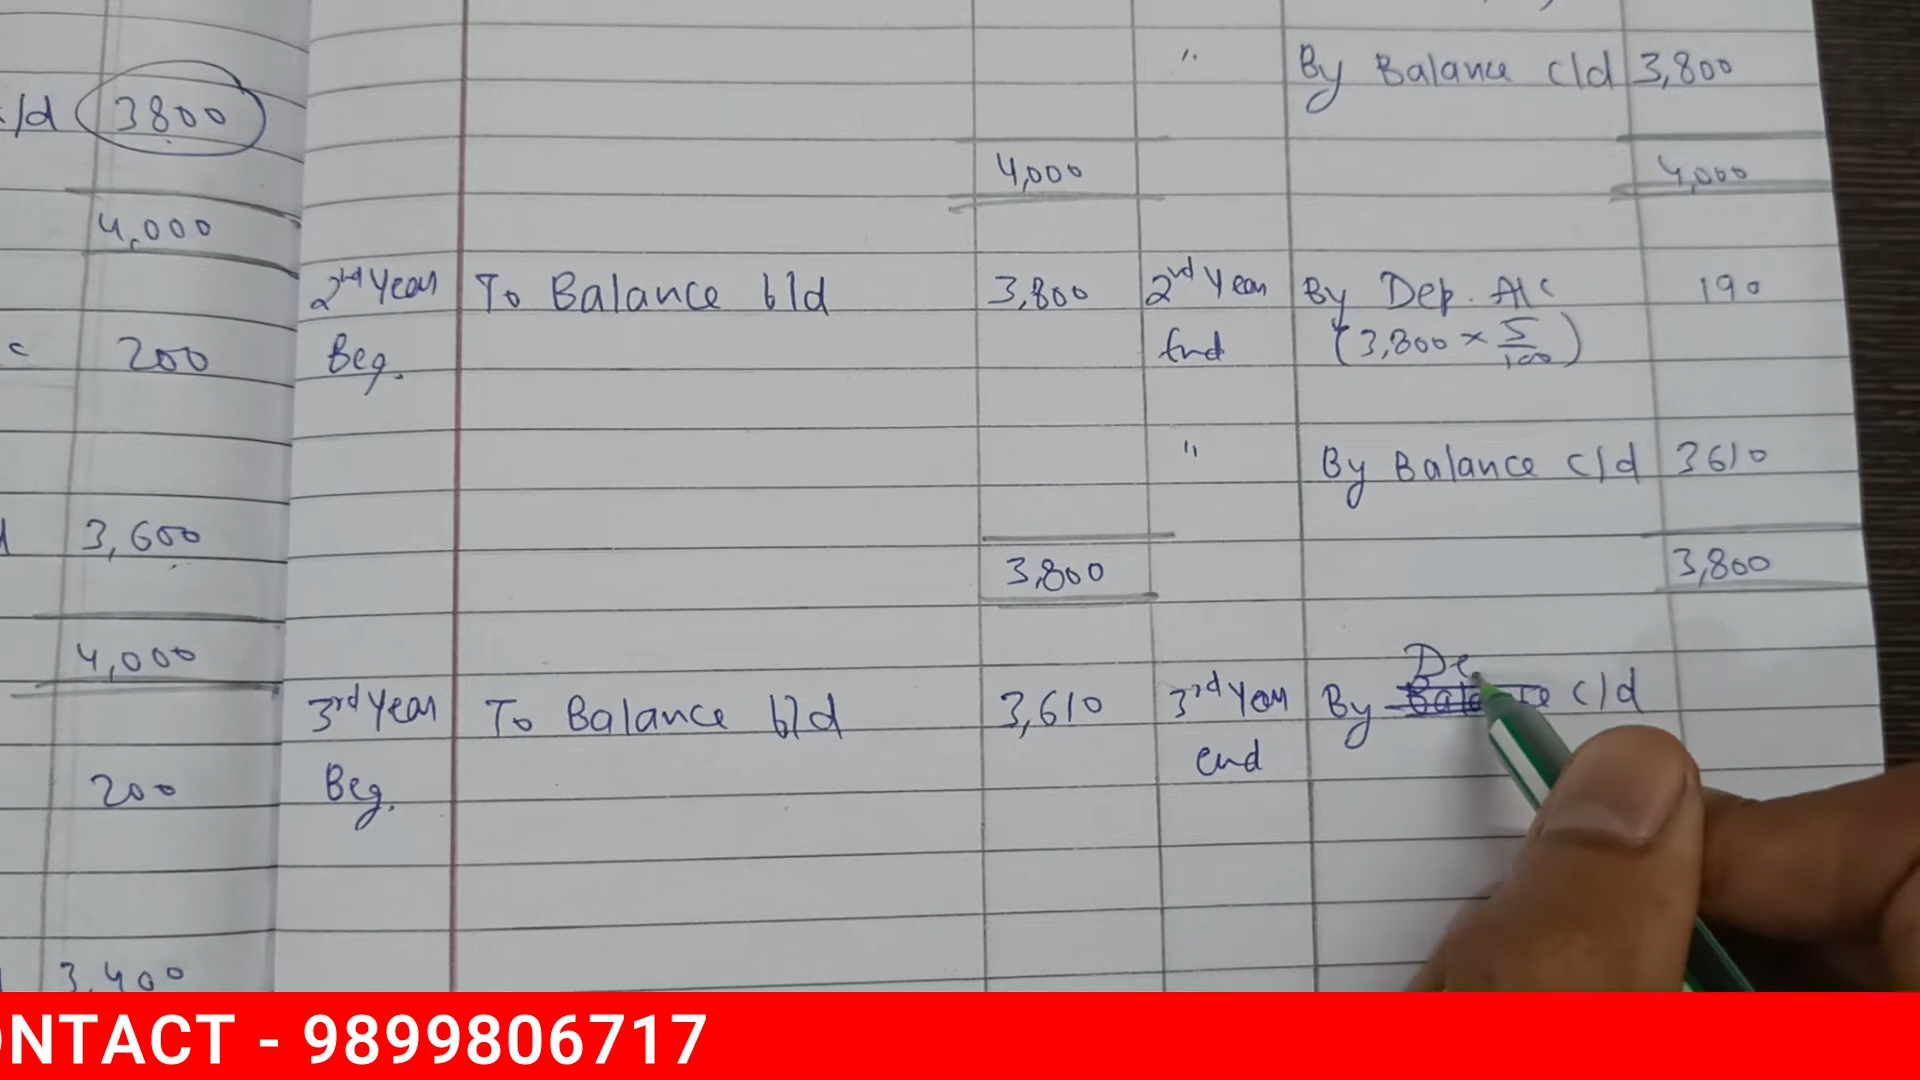 c/d 3800
4,000
c 200
3,600
4,000
200
3,400
" By Balance c/d 3,800
4,000 4,000
2nd Year To Balance b/d 3,800 2nd Year By Dep. A/c 190
Beg. End (3,800 × 5/100)
" By Balance c/d 3610
3,800 3,800
De
3rd Year To Balance b/d 3,610 3rd Year By Balance c/d
Beg. end
ONTACT - 9899806717